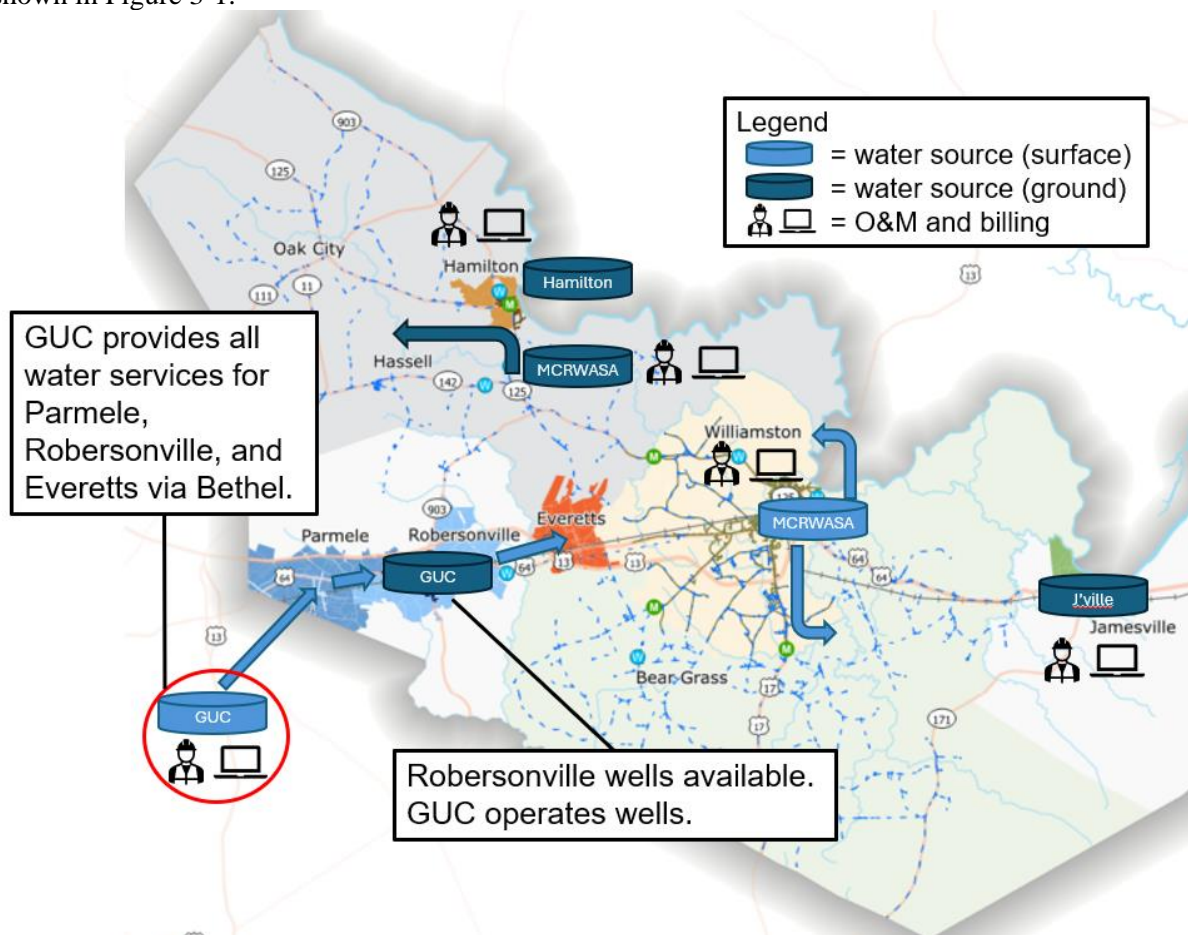 shown in Figure 3-1.
Legend
= water source (surface)
= water source (ground)
= O&M and billing
903
125
13
Oak City
Hamilton
W
M
Hamilton
111
11
GUC provides all
water services for
Parmele,
Robersonville, and
Everetts via Bethel.
Hassell
142
W
125
MCRWASA
Williamston
M
W
125
MCRWASA
903
Everetts
Parmele
Robersonville
64
GUC
W
64
13
13
64
64
J'ville
Jamesville
M
13
W
Bear Grass
M
17
17
171
GUC
Robersonville wells available.
GUC operates wells.